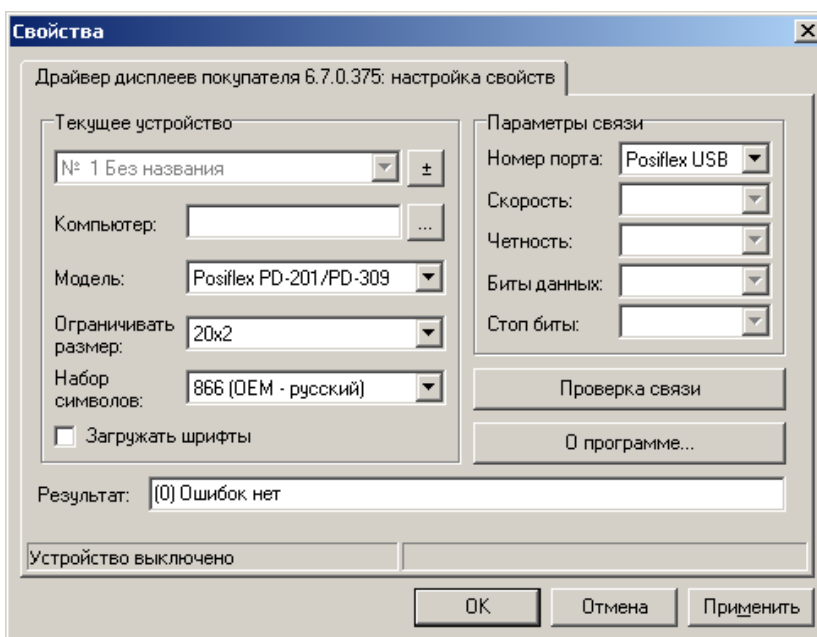 Свойства
Драйвер дисплеев покупателя 6.7.0.375: настройка свойств
Текущее устройство
№ 1 Без названия
±
Компьютер:
...
Модель:
Posiflex PD-201/PD-309
Ограничивать
размер:
20x2
Набор
символов:
866 (OEM - русский)
Загружать шрифты
Параметры связи
Номер порта:
Posiflex USB
Скорость:
Четность:
Биты данных:
Стоп биты:
Проверка связи
О программе...
Результат:
(0) Ошибок нет
Устройство выключено
OK
Отмена
Применить